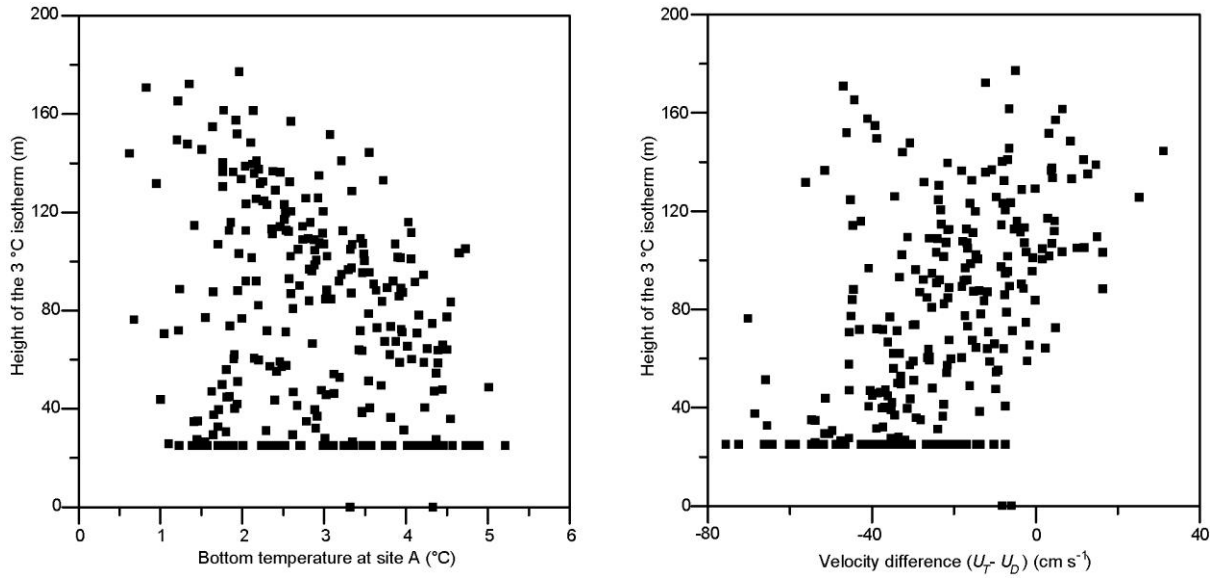 200
160
120
80
40
0
Height of the 3 °C isotherm (m)
0 1 2 3 4 5 6
Bottom temperature at site A (°C)
200
160
120
80
40
0
Height of the 3 °C isotherm (m)
-80 -40 0 40
Velocity difference (U_T- U_D) (cm s⁻¹)